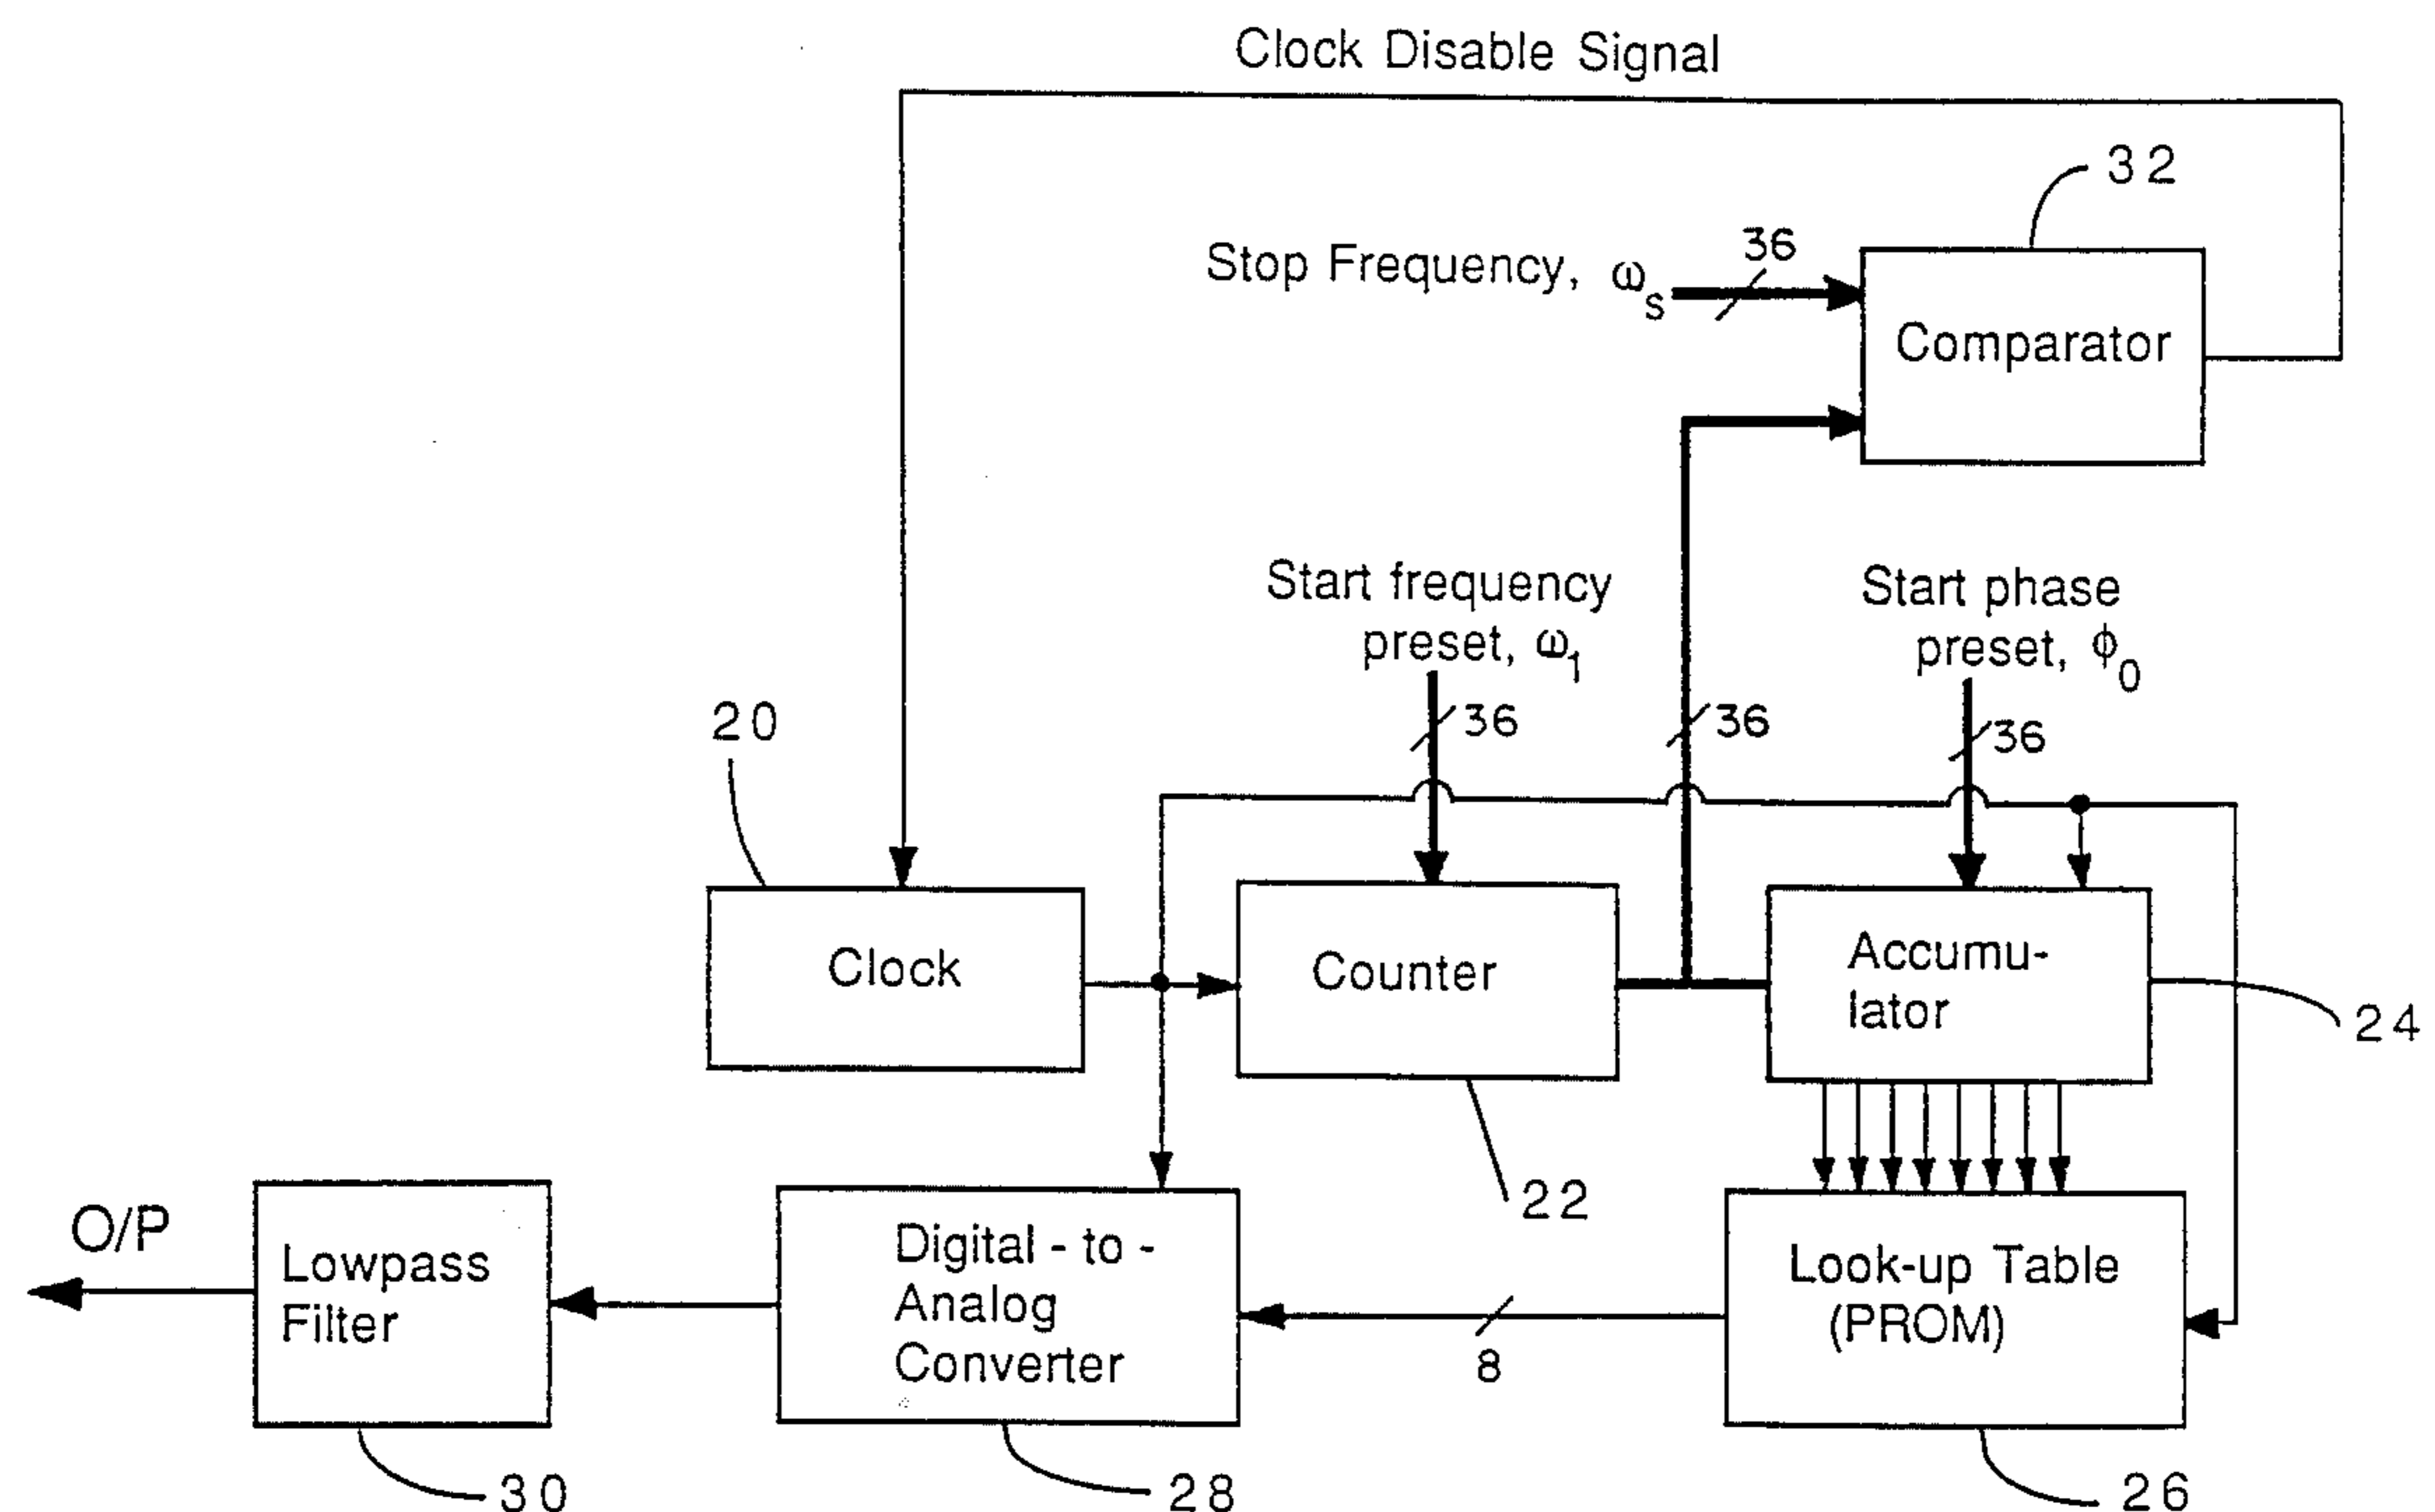 Clock Disable Signal
32
36
Stop Frequency, ωS
Comparator
Start frequency
preset, ω1
Start phase
preset, ϕ0
20
36
36
36
Clock
Counter
Accumu-
lator
24
22
O/P
Lowpass
Filter
Digital - to -
Analog
Converter
8
Look-up Table
(PROM)
30
28
26